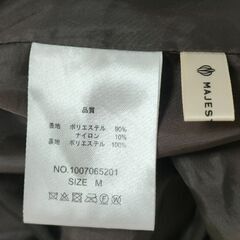 品質
表地 ポリエステル 90%
ナイロン 10%
裏地 ポリエステル 100%
NO.1007065201
SIZE M
MAJES